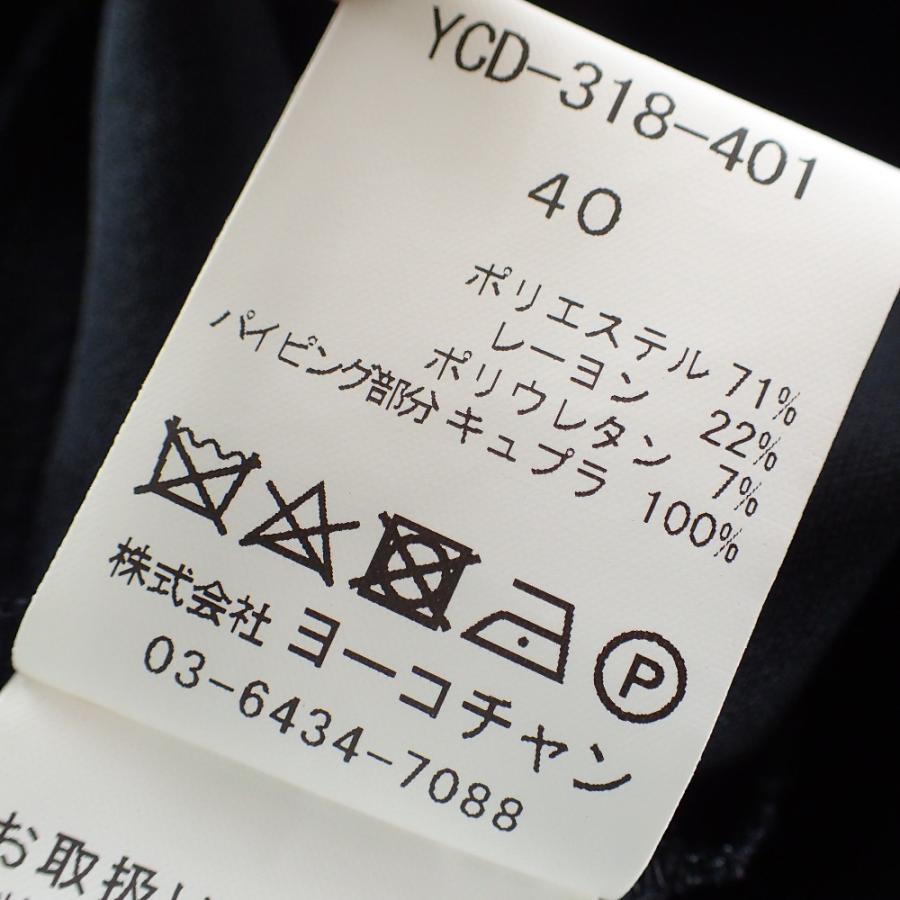 YCD-318-401
40
ポリエステル 71%
レーヨン 22%
ポリウレタン 7%
パイピング部分 キュプラ 100%
P
株式会社 ヨーコチャン
03-6434-7088
お取扱